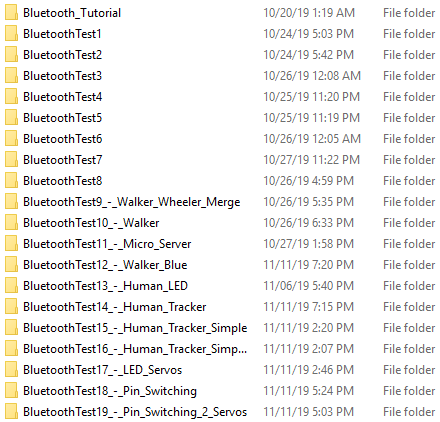 Bluetooth_Tutorial 10/20/19 1:19 AM File folder
BluetoothTest1 10/24/19 5:03 PM File folder
BluetoothTest2 10/24/19 5:42 PM File folder
BluetoothTest3 10/26/19 12:08 AM File folder
BluetoothTest4 10/25/19 11:20 PM File folder
BluetoothTest5 10/25/19 11:19 PM File folder
BluetoothTest6 10/26/19 12:05 AM File folder
BluetoothTest7 10/27/19 11:22 PM File folder
BluetoothTest8 10/26/19 4:59 PM File folder
BluetoothTest9_-_Walker_Wheeler_Merge 10/26/19 5:35 PM File folder
BluetoothTest10_-_Walker 10/26/19 6:33 PM File folder
BluetoothTest11_-_Micro_Server 10/27/19 1:58 PM File folder
BluetoothTest12_-_Walker_Blue 11/11/19 7:20 PM File folder
BluetoothTest13_-_Human_LED 11/06/19 5:40 PM File folder
BluetoothTest14_-_Human_Tracker 11/11/19 7:15 PM File folder
BluetoothTest15_-_Human_Tracker_Simple 11/11/19 2:20 PM File folder
BluetoothTest16_-_Human_Tracker_Simp... 11/11/19 2:07 PM File folder
BluetoothTest17_-_LED_Servos 11/11/19 2:46 PM File folder
BluetoothTest18_-_Pin_Switching 11/11/19 5:24 PM File folder
BluetoothTest19_-_Pin_Switching_2_Servos 11/11/19 5:03 PM File folder